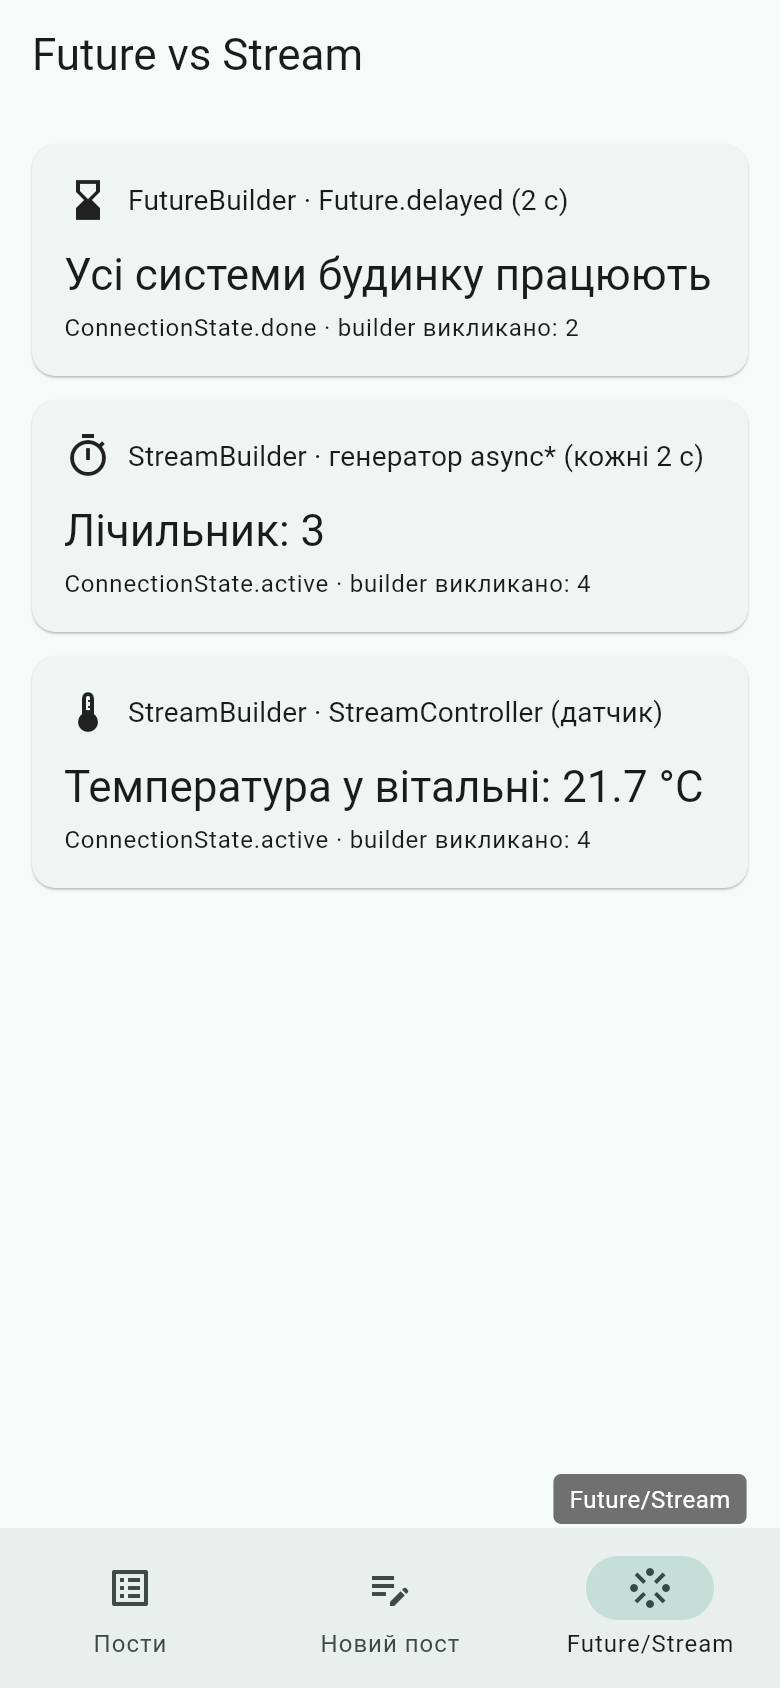 Future vs Stream
FutureBuilder · Future.delayed (2 с)
Усі системи будинку працюють
ConnectionState.done · builder викликано: 2
StreamBuilder · генератор async* (кожні 2 с)
Лічильник: 3
ConnectionState.active · builder викликано: 4
StreamBuilder · StreamController (датчик)
Температура у вітальні: 21.7 °C
ConnectionState.active · builder викликано: 4
Future/Stream
Пости
Новий пост
Future/Stream